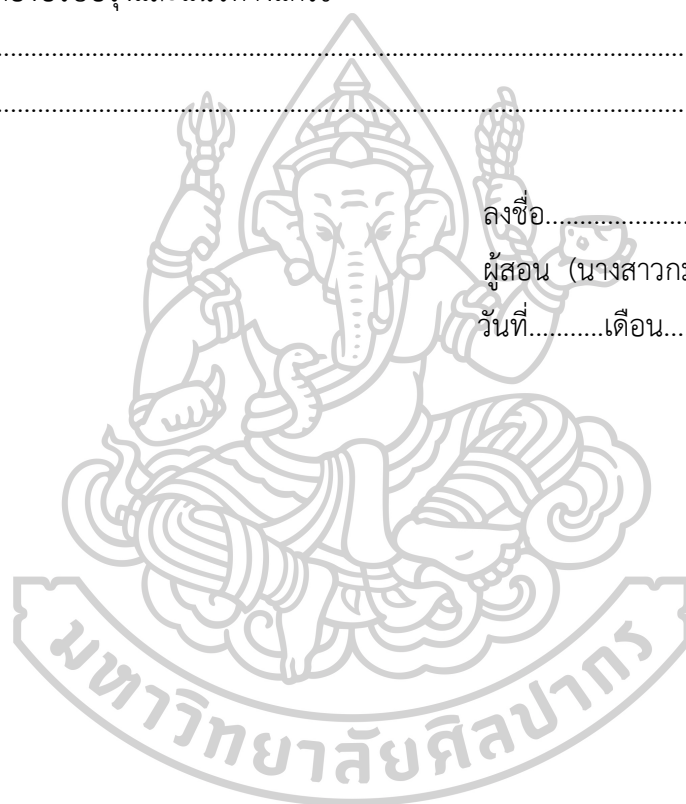 ................................................................................................
................................................................................................
ลงชื่อ.....................
ผู้สอน (นางสาว
วันที่...........เดือน...
มหาวิทยาลัยศิลปากร